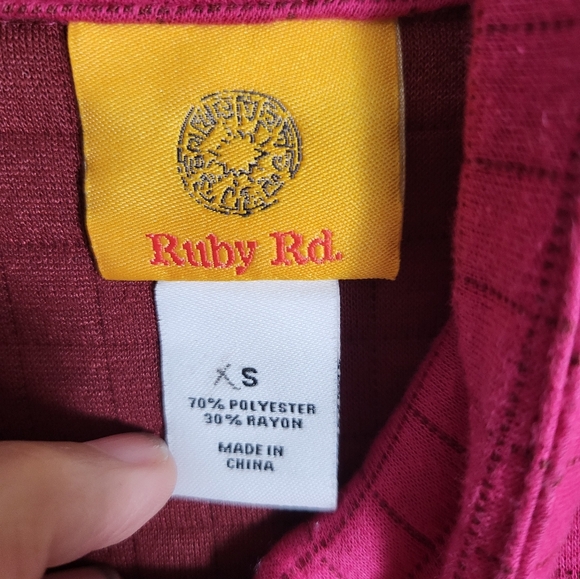 Ruby Rd.
XS
70% POLYESTER
30% RAYON
MADE IN
CHINA